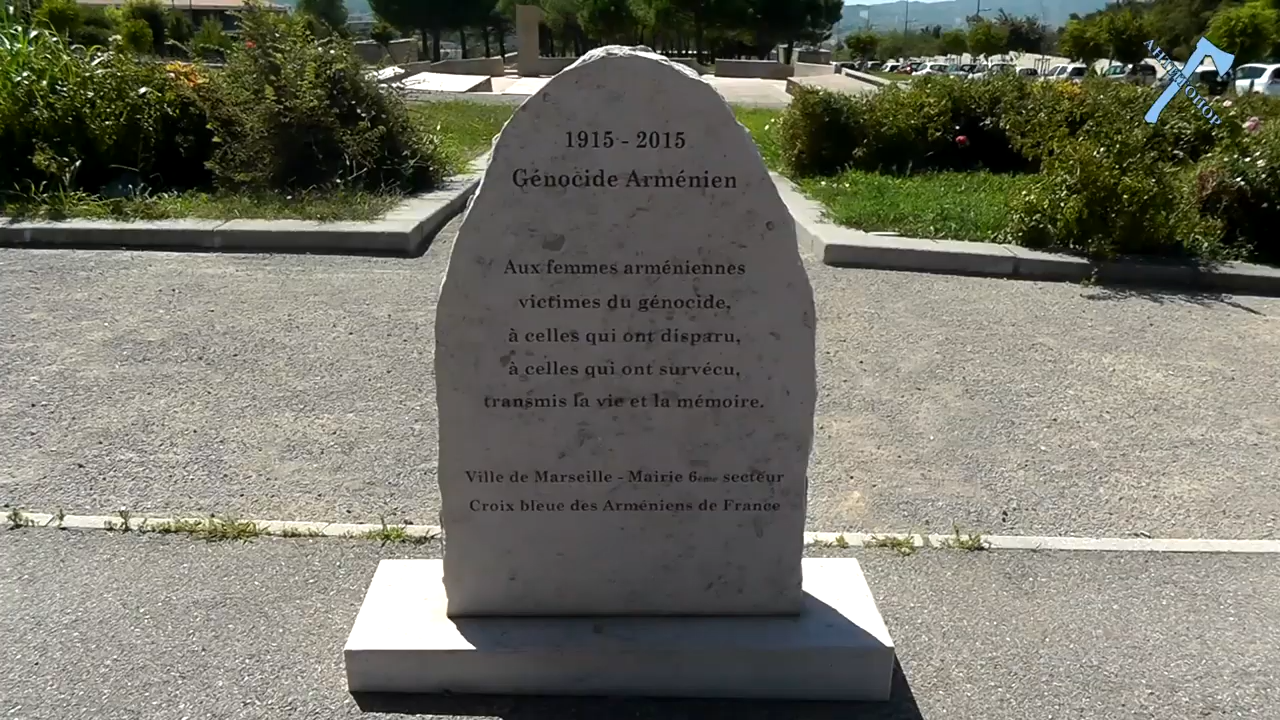 АНТИТОПОР
1915 - 2015
Génocide Arménien
Aux femmes arméniennes
victimes du génocide,
à celles qui ont disparu,
à celles qui ont survécu,
transmis la vie et la mémoire.
Ville de Marseille - Mairie 6ème secteur
Croix bleue des Arméniens de France